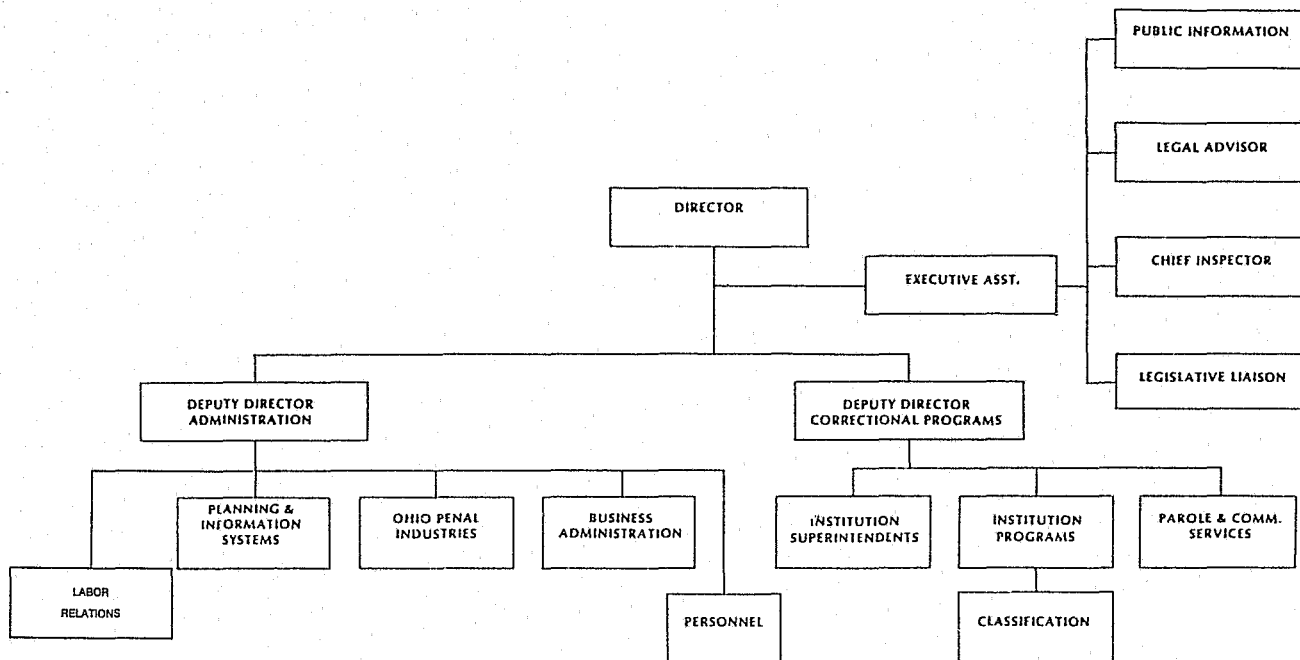 PUBLIC INFORMATION
LEGAL ADVISOR
DIRECTOR
CHIEF INSPECTOR
EXECUTIVE ASST.
LEGISLATIVE LIAISON
DEPUTY DIRECTOR
ADMINISTRATION
DEPUTY DIRECTOR
CORRECTIONAL PROGRAMS
PLANNING &
INFORMATION
SYSTEMS
OHIO PENAL
INDUSTRIES
BUSINESS
ADMINISTRATION
INSTITUTION
SUPERINTENDENTS
INSTITUTION
PROGRAMS
PAROLE & COMM.
SERVICES
LABOR
RELATIONS
PERSONNEL
CLASSIFICATION